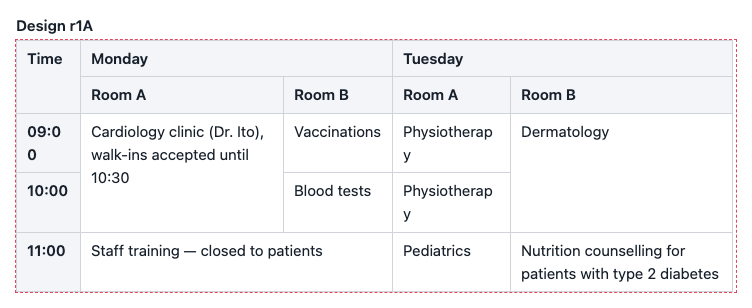 Design r1A
Time Monday Tuesday
Room A Room B Room A Room B
09:0
0
Cardiology clinic (Dr. Ito),
walk-ins accepted until
10:30
Vaccinations
Physiotherap
y
Dermatology
10:00
Blood tests
Physiotherap
y
11:00
Staff training — closed to patients
Pediatrics
Nutrition counselling for
patients with type 2 diabetes